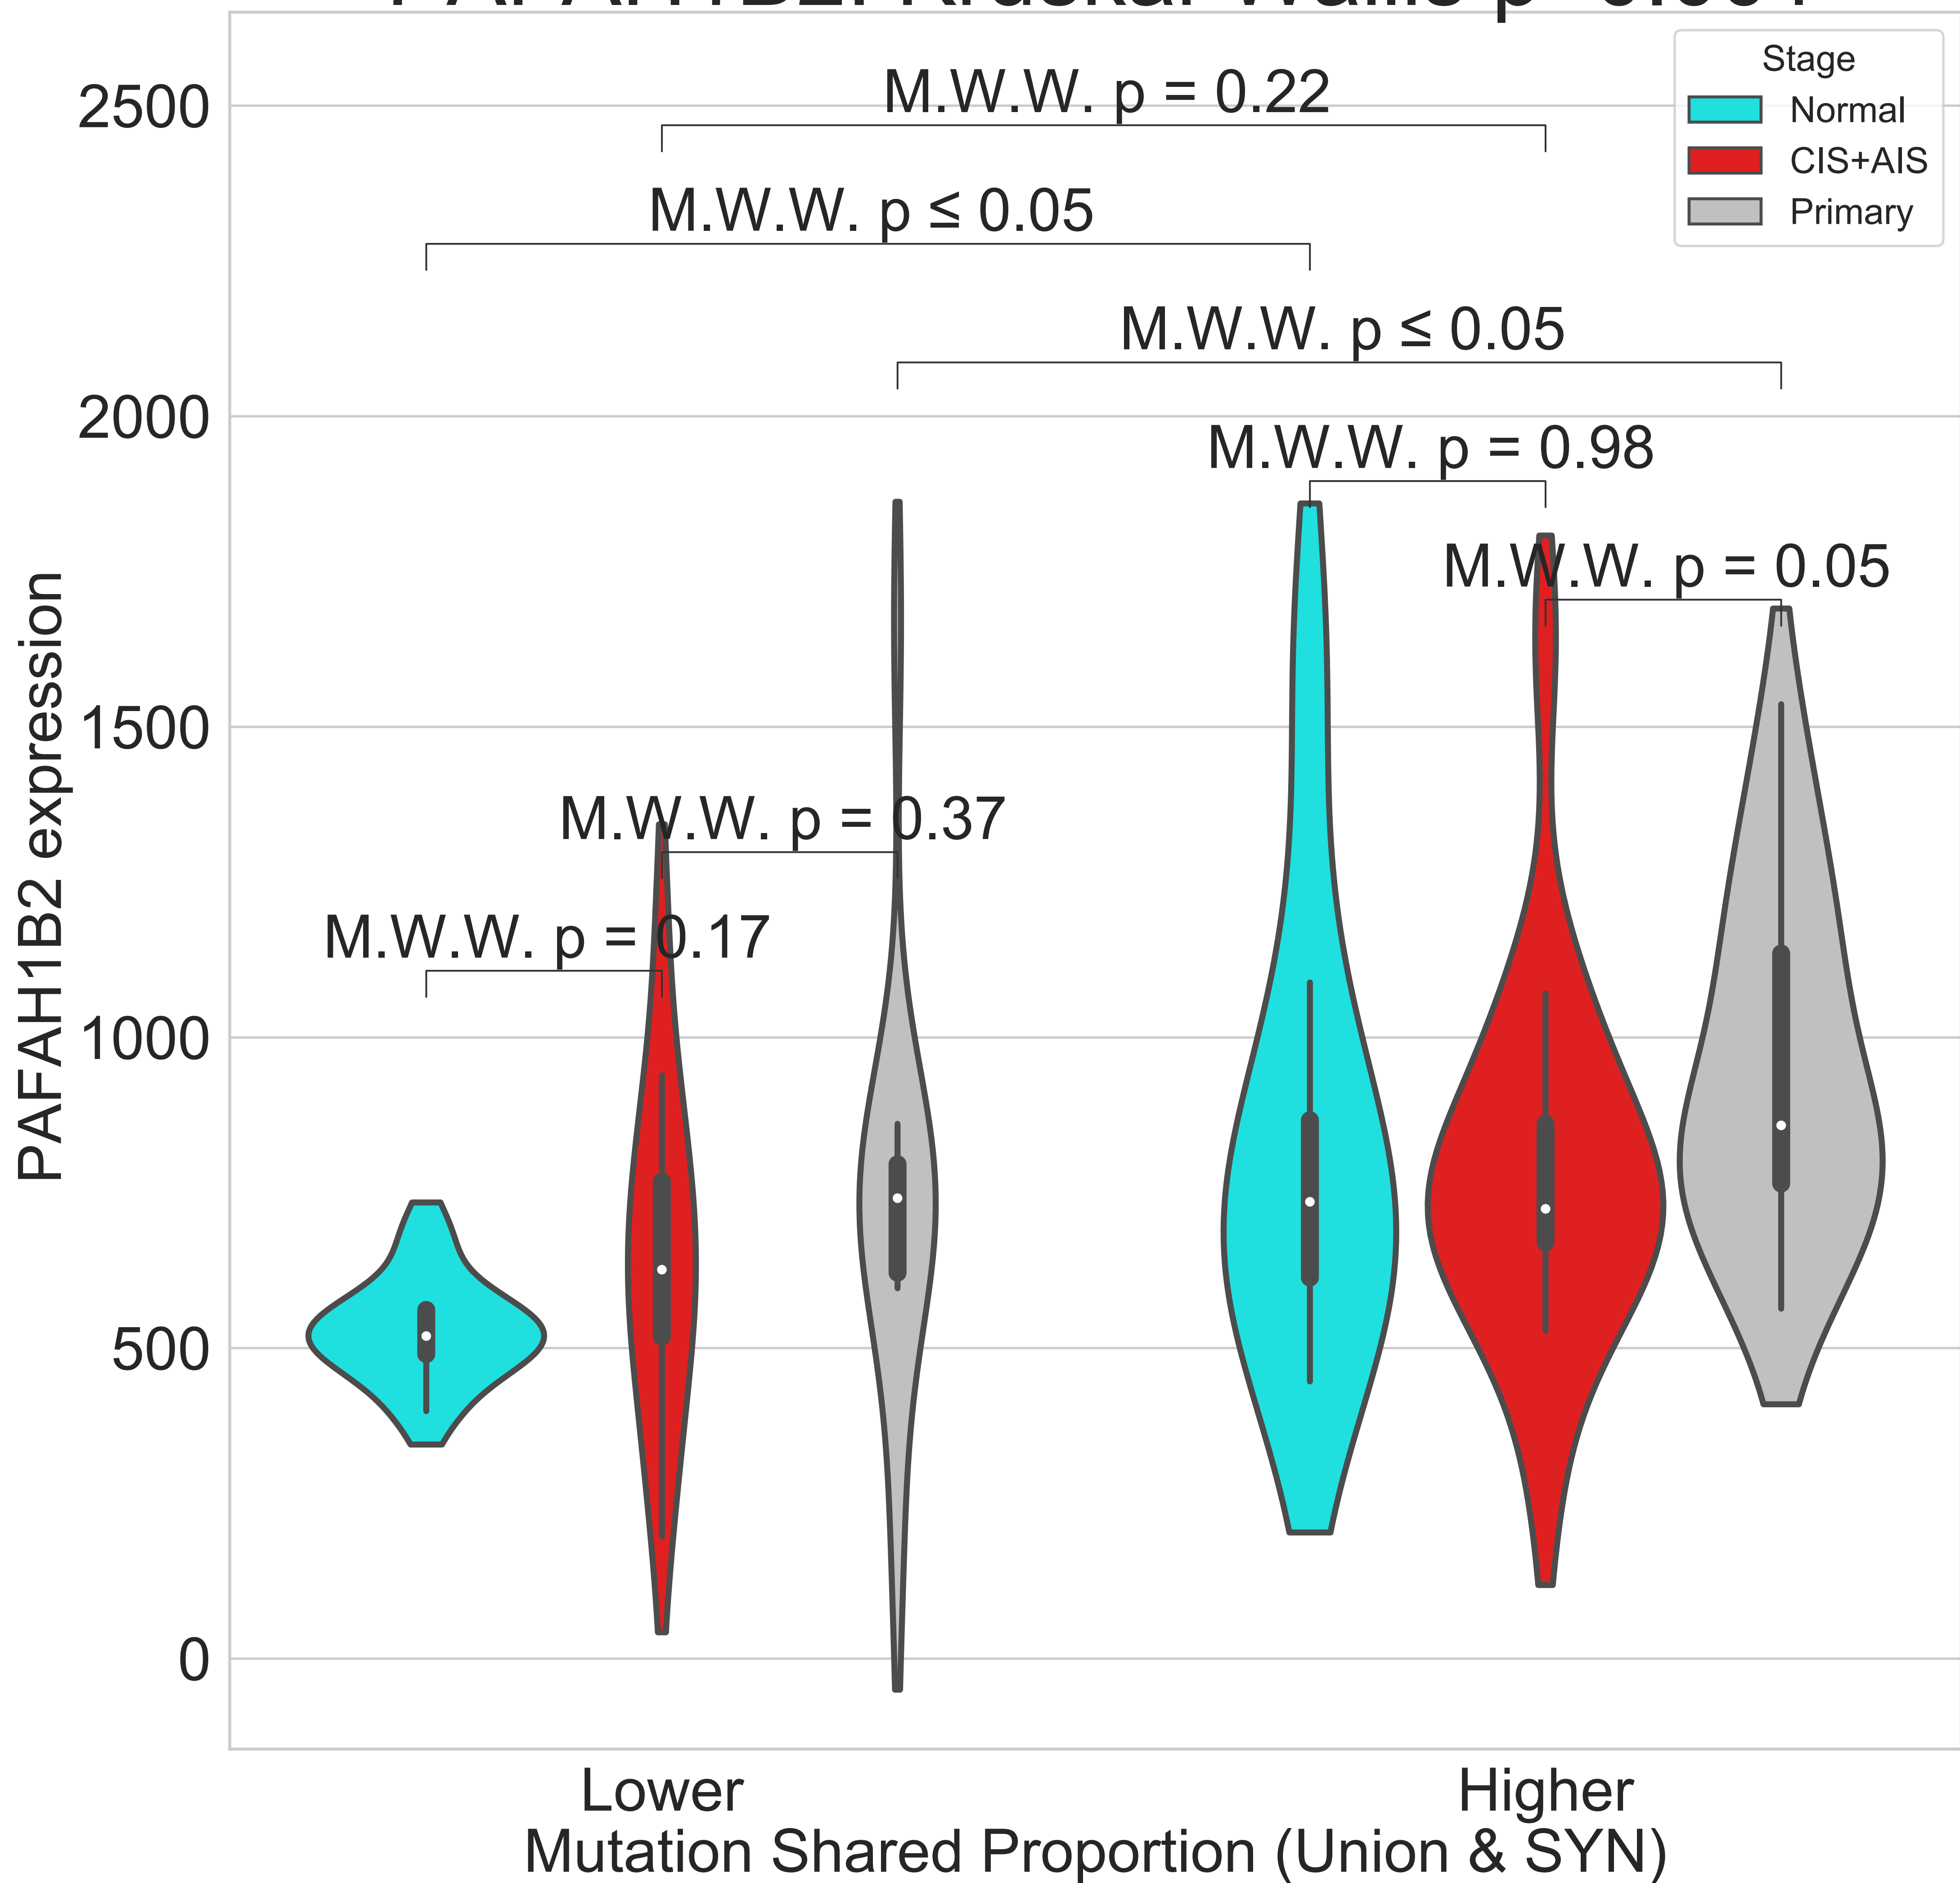 2500
2000
1500
1000
500
0
PAFAH1B2 expression
M.W.W. p = 0.22
M.W.W. p ≤ 0.05
M.W.W. p ≤ 0.05
M.W.W. p = 0.98
M.W.W. p = 0.05
M.W.W. p = 0.37
M.W.W. p = 0.17
Stage
Normal
CIS+AIS
Primary
Lower
Higher
Mutation Shared Proportion (Union & SYN)